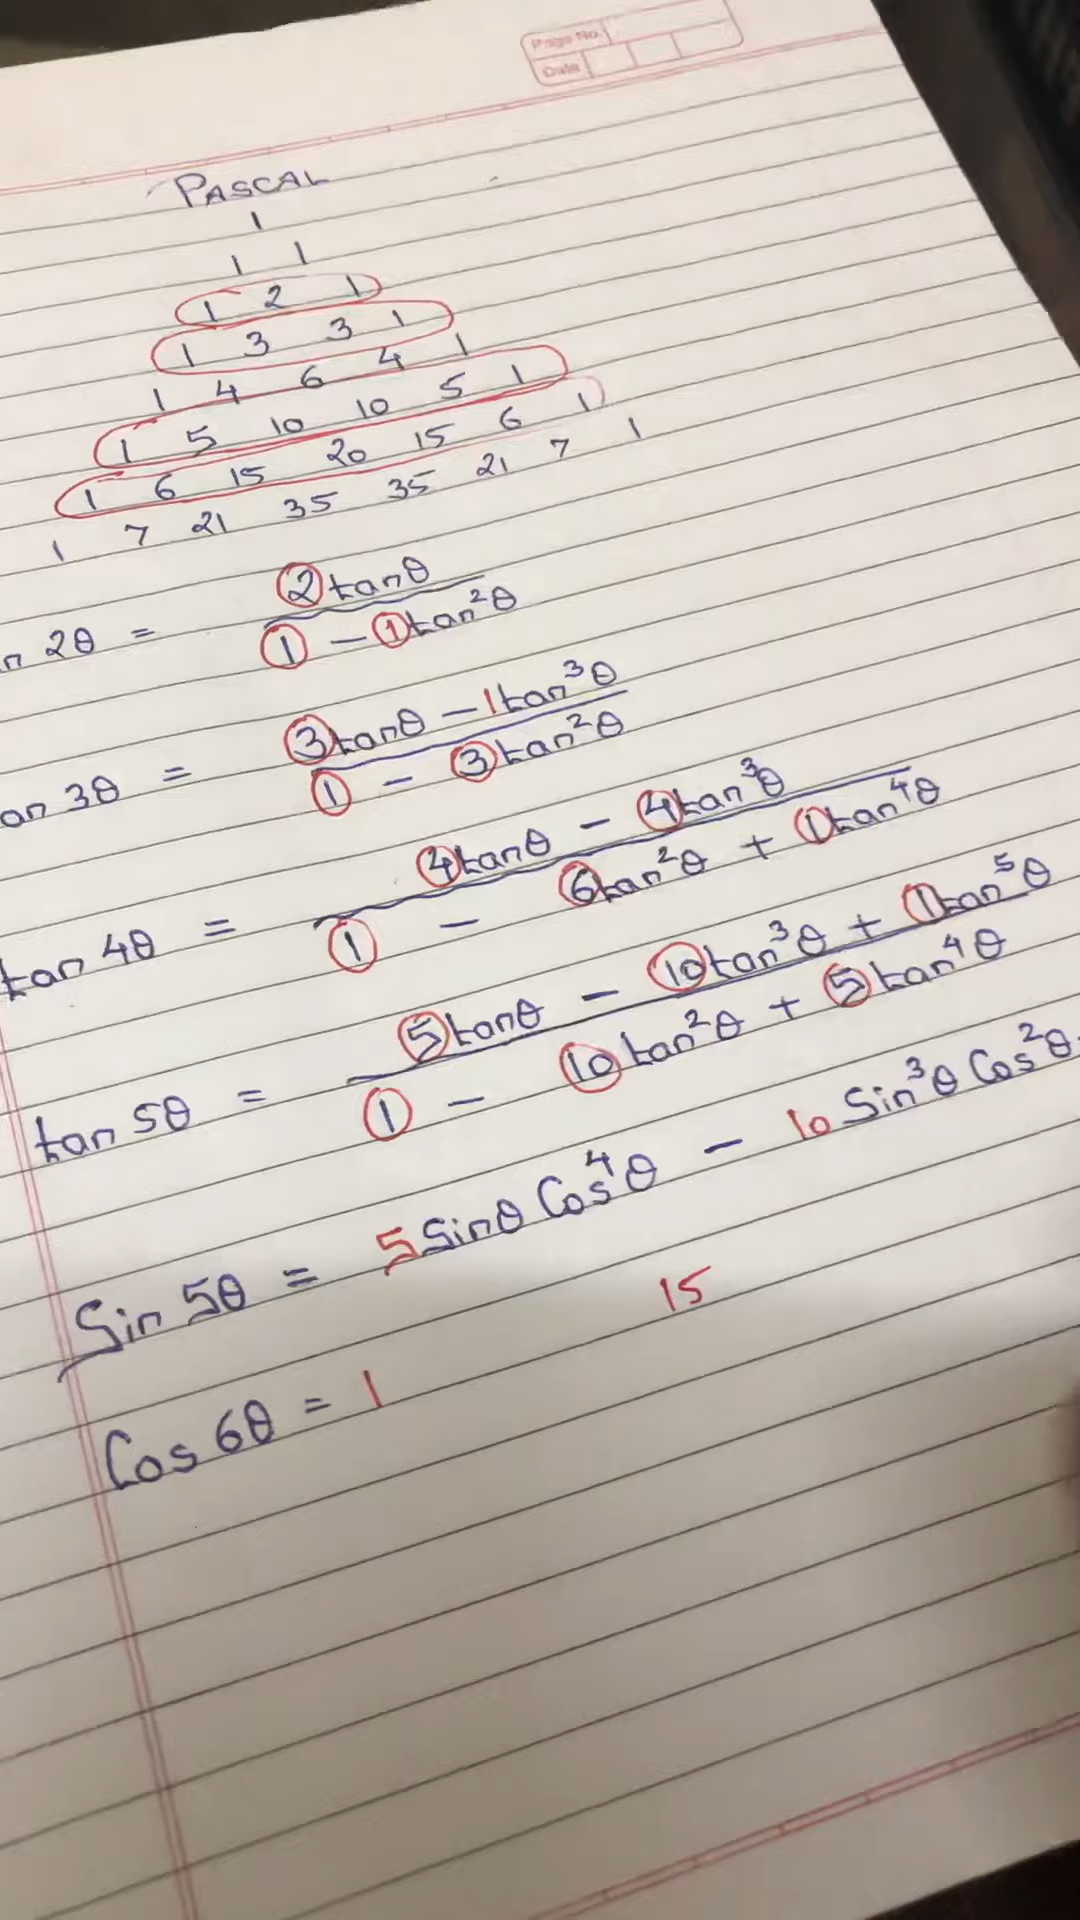 Page No.
Date
PASCAL
1
1 1
1 2 1
1 3 3 1
1 4 6 4 1
1 5 10 10 5 1
1 6 15 20 15 6 1
1 7 21 35 35 21 7 1
n 2θ = 2tanθ / 1 - 1tan²θ
an 3θ = 3tanθ - 1tan³θ / 1 - 3tan²θ
tan 4θ = 4tanθ - 4tan³θ / 1 - 6tan²θ + 1tan⁴θ
tan 5θ = 5tanθ - 10tan³θ + 1tan⁵θ / 1 - 10tan²θ + 5tan⁴θ
Sin 5θ = 5Sinθ Cos⁴θ - 10 Sin³θ Cos²θ
Cos 6θ = 1 15